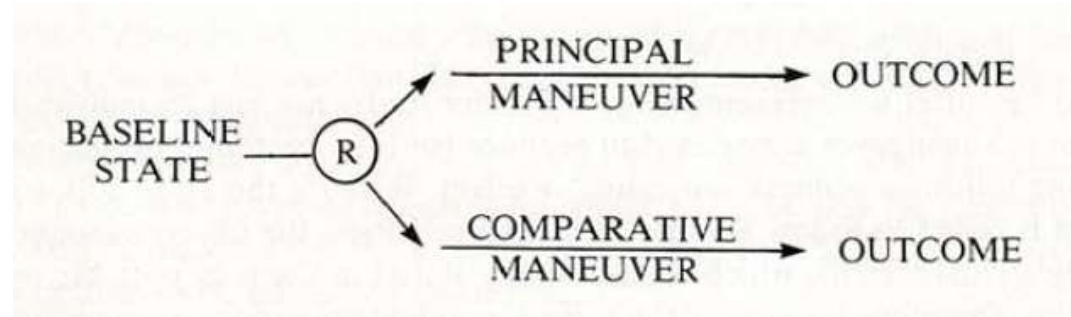 PRINCIPAL
MANEUVER
OUTCOME
BASELINE
STATE
R
COMPARATIVE
MANEUVER
OUTCOME